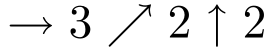 → 3 ↗ 2 ↑ 2